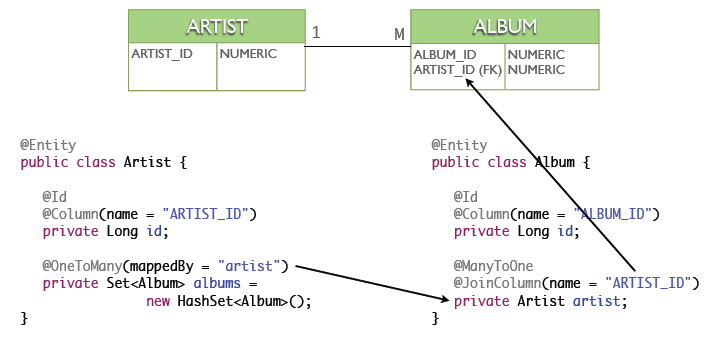 ARTIST
1
M
ALBUM
ARTIST_ID NUMERIC
ALBUM_ID NUMERIC
ARTIST_ID (FK) NUMERIC
@Entity
public class Artist {
@Id
@Column(name = "ARTIST_ID")
private Long id;
@OneToMany(mappedBy = "artist")
private Set<Album> albums =
new HashSet<Album>();
}
@Entity
public class Album {
@Id
@Column(name = "ALBUM_ID")
private Long id;
@ManyToOne
@JoinColumn(name = "ARTIST_ID")
private Artist artist;
}